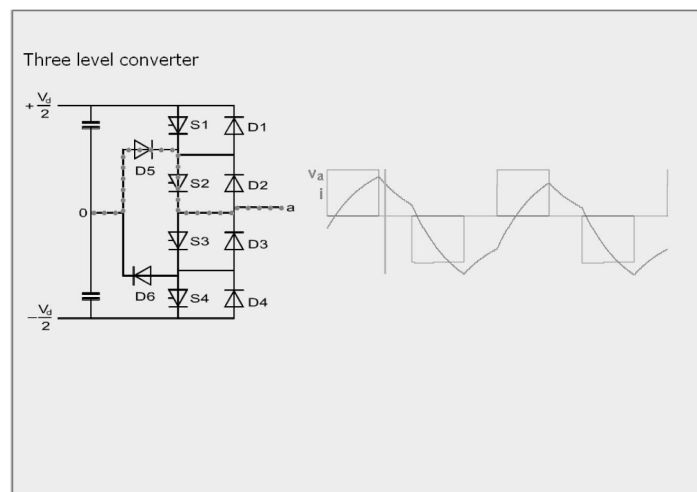 Three level converter
+ Vd/2
S1
D1
D5
S2
D2
0
a
S3
D3
D6
S4
D4
− Vd/2
va
i